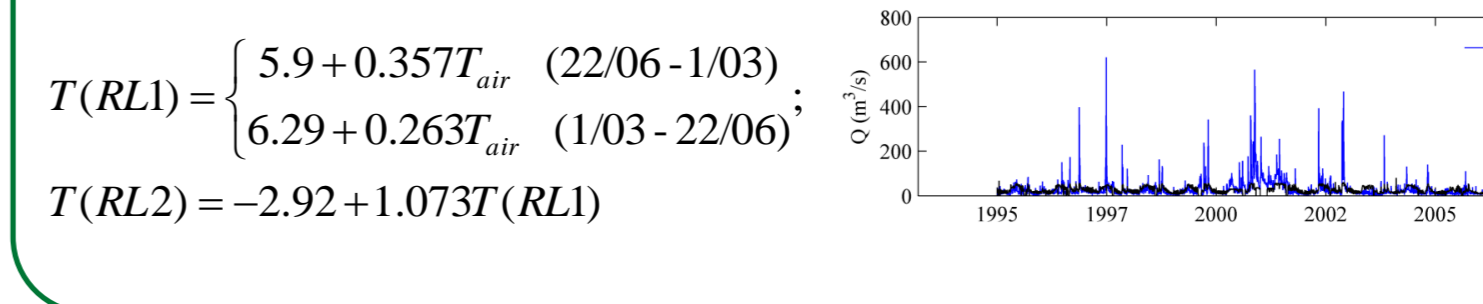 T(RL1) = { 5.9 + 0.357T_air (22/06 - 1/03)
6.29 + 0.263T_air (1/03 - 22/06) ;
T(RL2) = −2.92 + 1.073T(RL1)
Q (m³/s)
800
600
400
200
0
1995 1997 2000 2002 2005